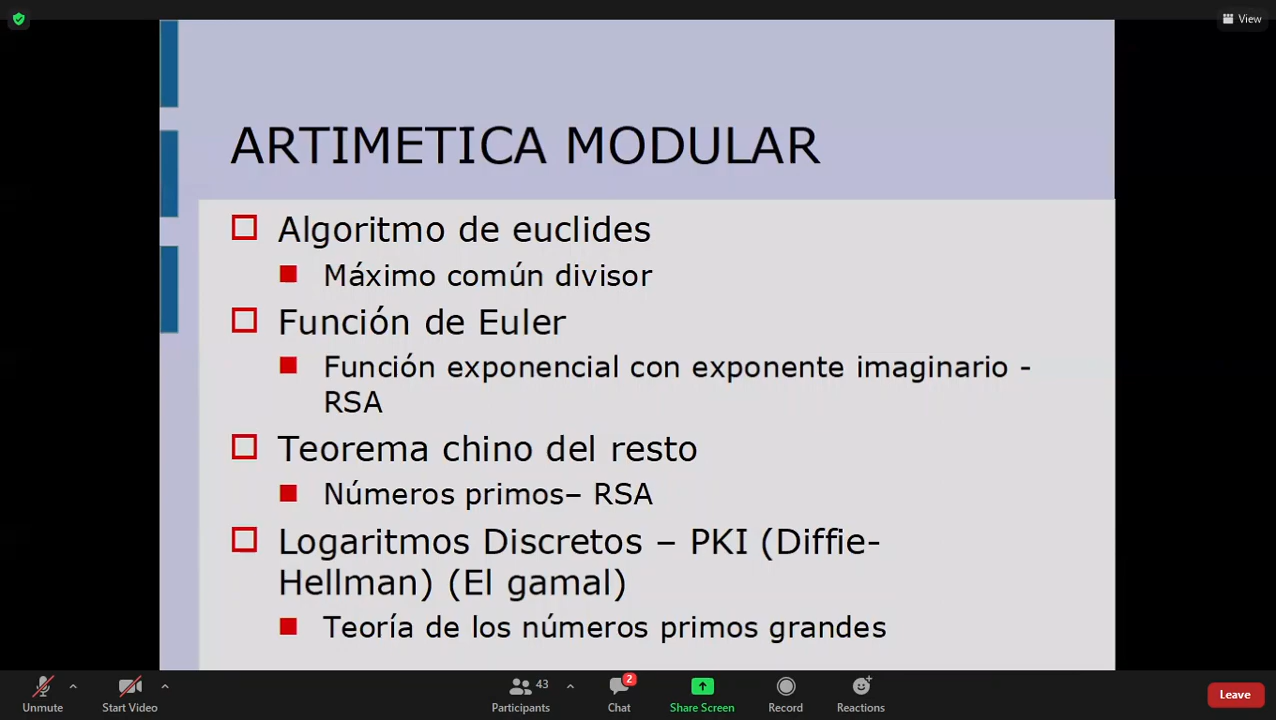 View
ARTIMETICA MODULAR
Algoritmo de euclides
Máximo común divisor
Función de Euler
Función exponencial con exponente imaginario -
RSA
Teorema chino del resto
Números primos– RSA
Logaritmos Discretos – PKI (Diffie-
Hellman) (El gamal)
Teoría de los números primos grandes
43
2
Unmute
Start Video
Participants
Chat
Share Screen
Record
Reactions
Leave